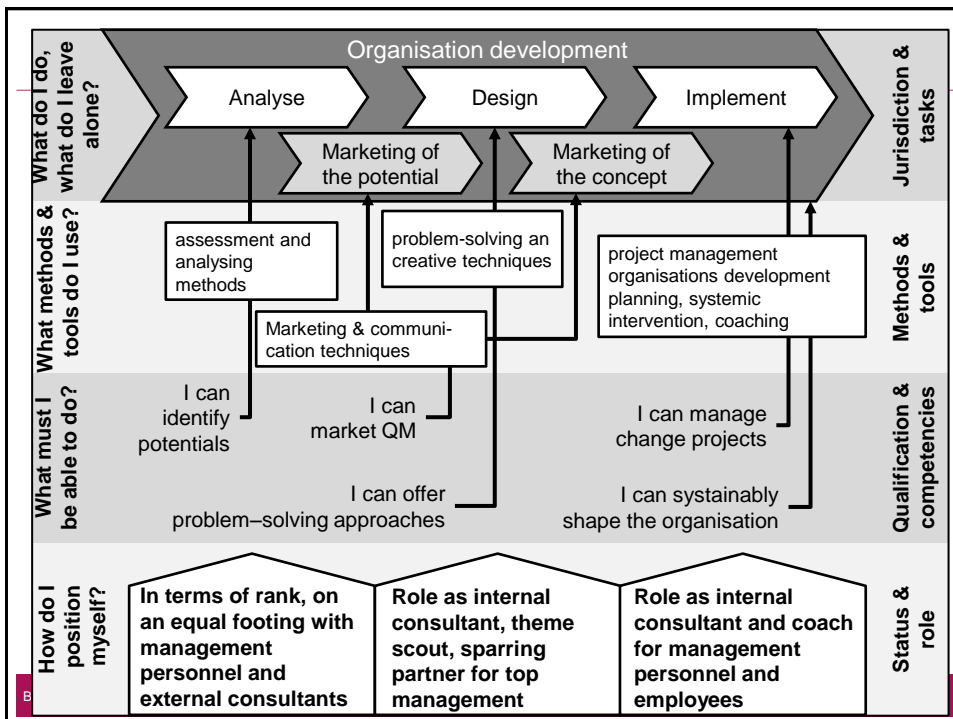 What do I do,
what do I leave
alone?
Organisation development
Analyse
Design
Implement
Marketing of
the potential
Marketing of
the concept
Jurisdiction &
tasks
What methods &
tools do I use?
assessment and
analysing
methods
problem-solving an
creative techniques
project management
organisations development
planning, systemic
intervention, coaching
Marketing & communi-
cation techniques
Methods &
tools
What must I
be able to do?
I can
identify
potentials
I can
market QM
I can manage
change projects
I can offer
problem–solving approaches
I can systainably
shape the organisation
Qualification &
competencies
How do I
position
myself?
In terms of rank, on
an equal footing with
management
personnel and
external consultants
Role as internal
consultant, theme
scout, sparring
partner for top
management
Role as internal
consultant and coach
for management
personnel and
employees
Status &
role
B